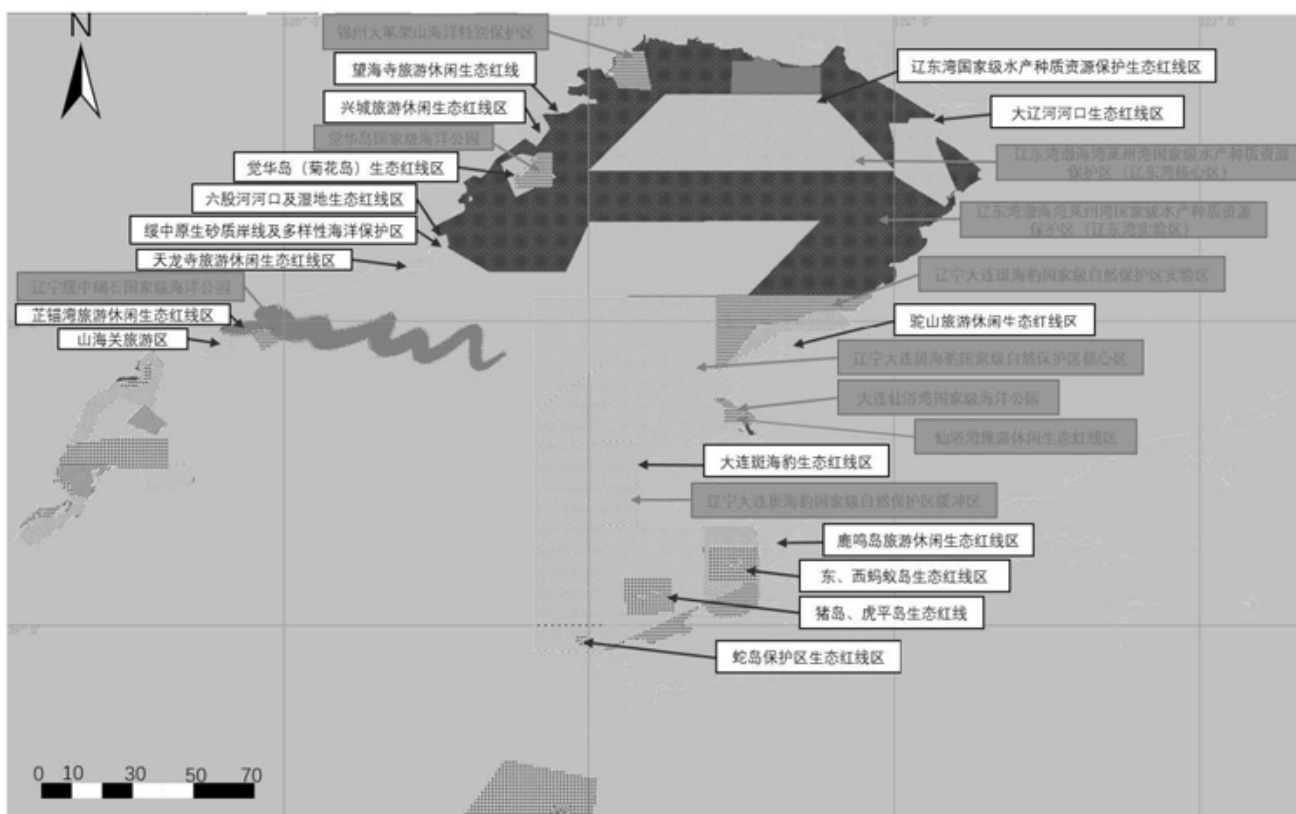 120° 0′
121° 0′
122° 0′
123° 0′
N
锦州大笔架山海洋特别保护区
望海寺旅游休闲生态红线
兴城旅游休闲生态红线区
觉华岛国家级海洋公园
觉华岛（菊花岛）生态红线区
六股河河口及湿地生态红线区
绥中原生砂质岸线及多样性海洋保护区
天龙寺旅游休闲生态红线区
辽宁绥中碣石国家级海洋公园
芷锚湾旅游休闲生态红线区
山海关旅游区
辽东湾国家级水产种质资源保护生态红线区
大辽河河口生态红线区
辽东湾渤海湾莱州湾国家级水产种质资源
保护区（辽东湾核心区）
辽东湾渤海湾莱州湾国家级水产种质资源
保护区（辽东湾实验区）
辽宁大连斑海豹国家级自然保护区实验区
驼山旅游休闲生态红线区
辽宁大连斑海豹国家级自然保护区核心区
大连仙浴湾国家级海洋公园
仙浴湾旅游休闲生态红线区
大连斑海豹生态红线区
辽宁大连斑海豹国家级自然保护区缓冲区
鹿鸣岛旅游休闲生态红线区
东、西蚂蚁岛生态红线区
猪岛、虎平岛生态红线
蛇岛保护区生态红线区
39° 0′
0 10 30 50 70